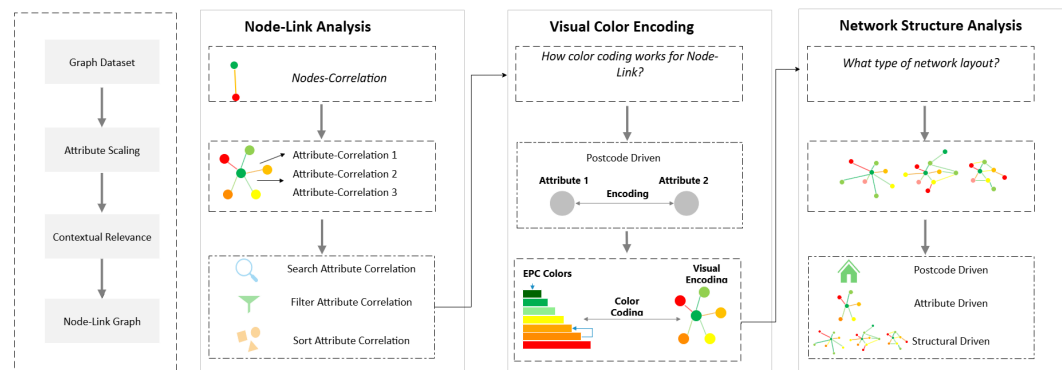 Graph Dataset
Attribute Scaling
Contextual Relevance
Node-Link Graph
Node-Link Analysis
Nodes-Correlation
Attribute-Correlation 1
Attribute-Correlation 2
Attribute-Correlation 3
Search Attribute Correlation
Filter Attribute Correlation
Sort Attribute Correlation
Visual Color Encoding
How color coding works for Node-
Link?
Postcode Driven
Attribute 1
Attribute 2
Encoding
EPC Colors
Visual
Encoding
Color
Coding
Network Structure Analysis
What type of network layout?
Postcode Driven
Attribute Driven
Structural Driven